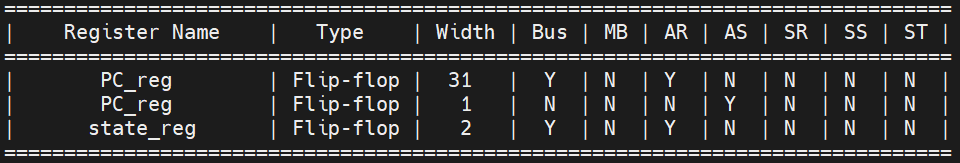 ===============================================================================
|    Register Name    |   Type    | Width | Bus | MB | AR | AS | SR | SS | ST |
===============================================================================
|       PC_reg        | Flip-flop |  31   |  Y  | N  | Y  | N  | N  | N  | N  |
|       PC_reg        | Flip-flop |   1   |  N  | N  | N  | Y  | N  | N  | N  |
|      state_reg      | Flip-flop |   2   |  Y  | N  | Y  | N  | N  | N  | N  |
===============================================================================